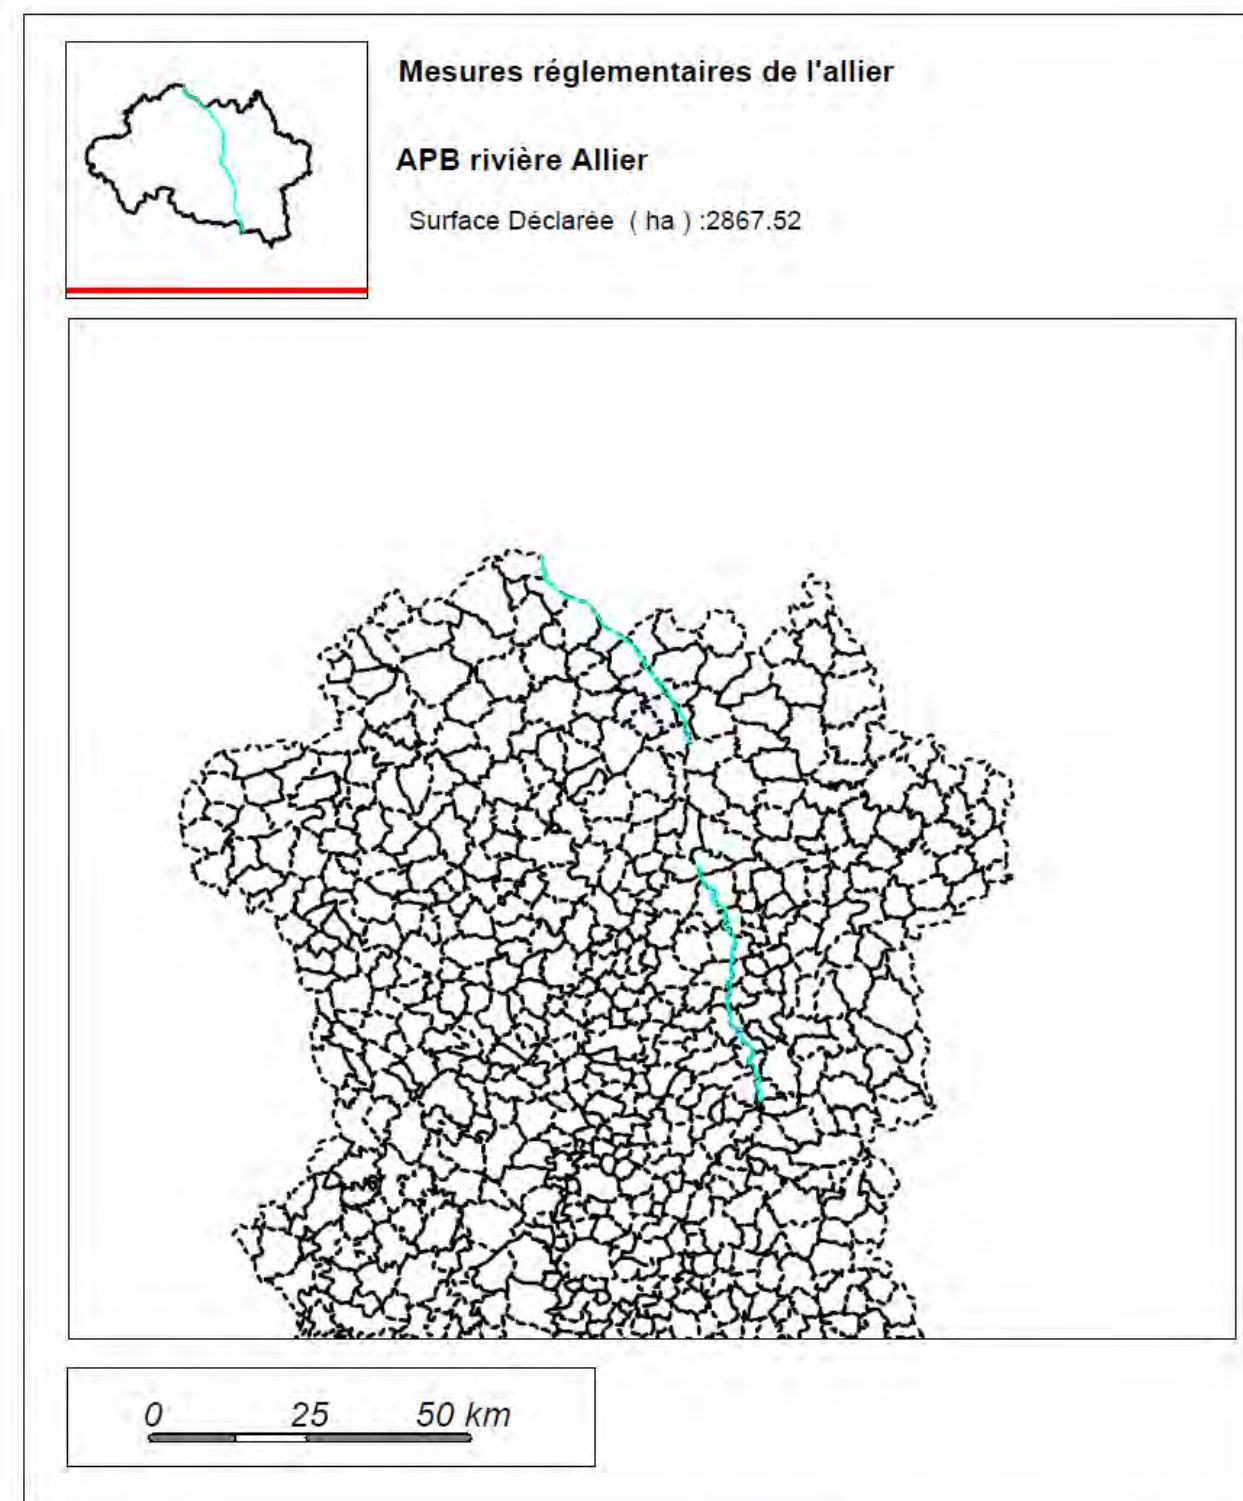 Mesures réglementaires de l'allier
APB rivière Allier
Surface Déclarée ( ha ) :2867.52
0 25 50 km